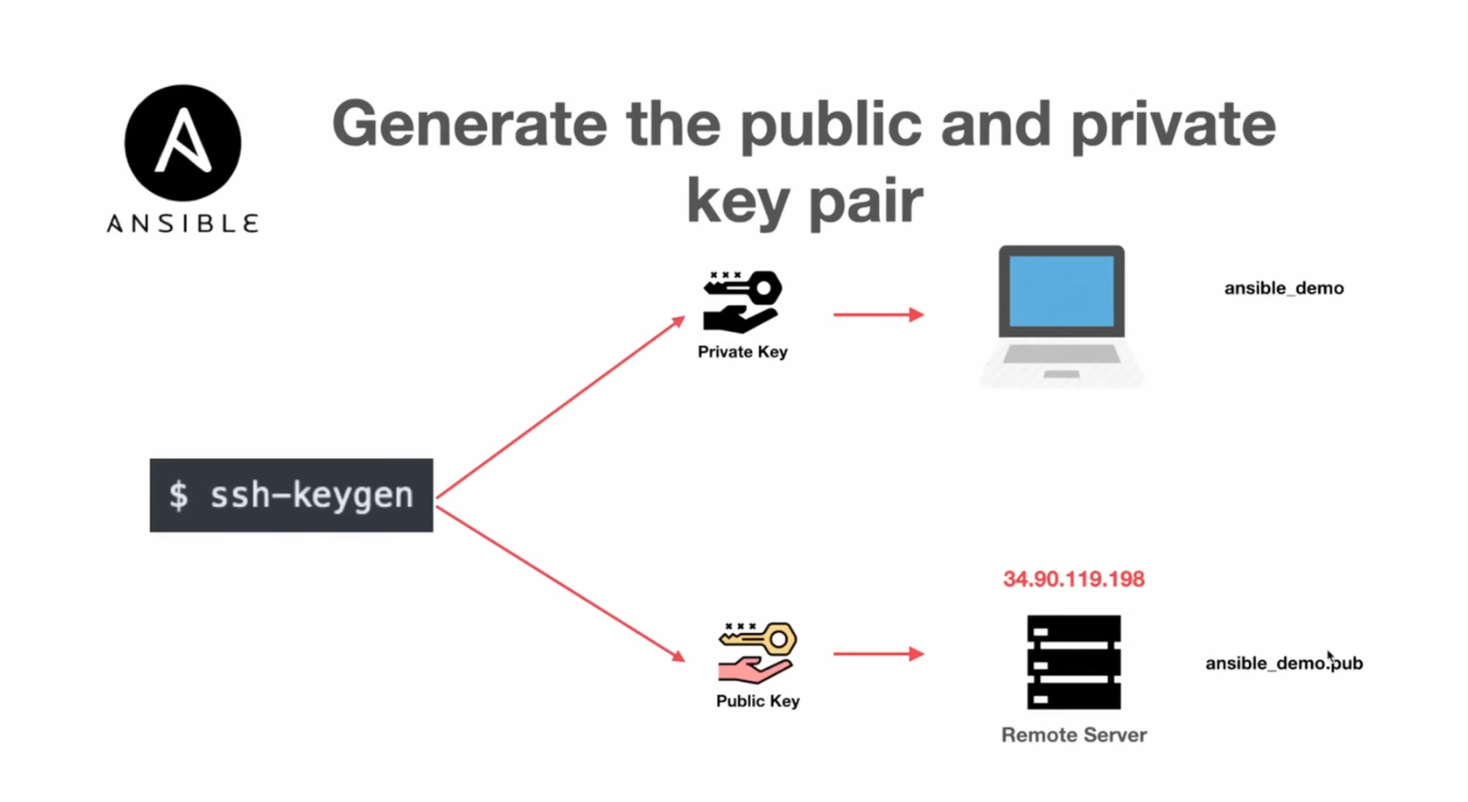 Generate the public and private
key pair
ANSIBLE
ansible_demo
Private Key
$ ssh-keygen
34.90.119.198
ansible_demo.pub
Public Key
Remote Server